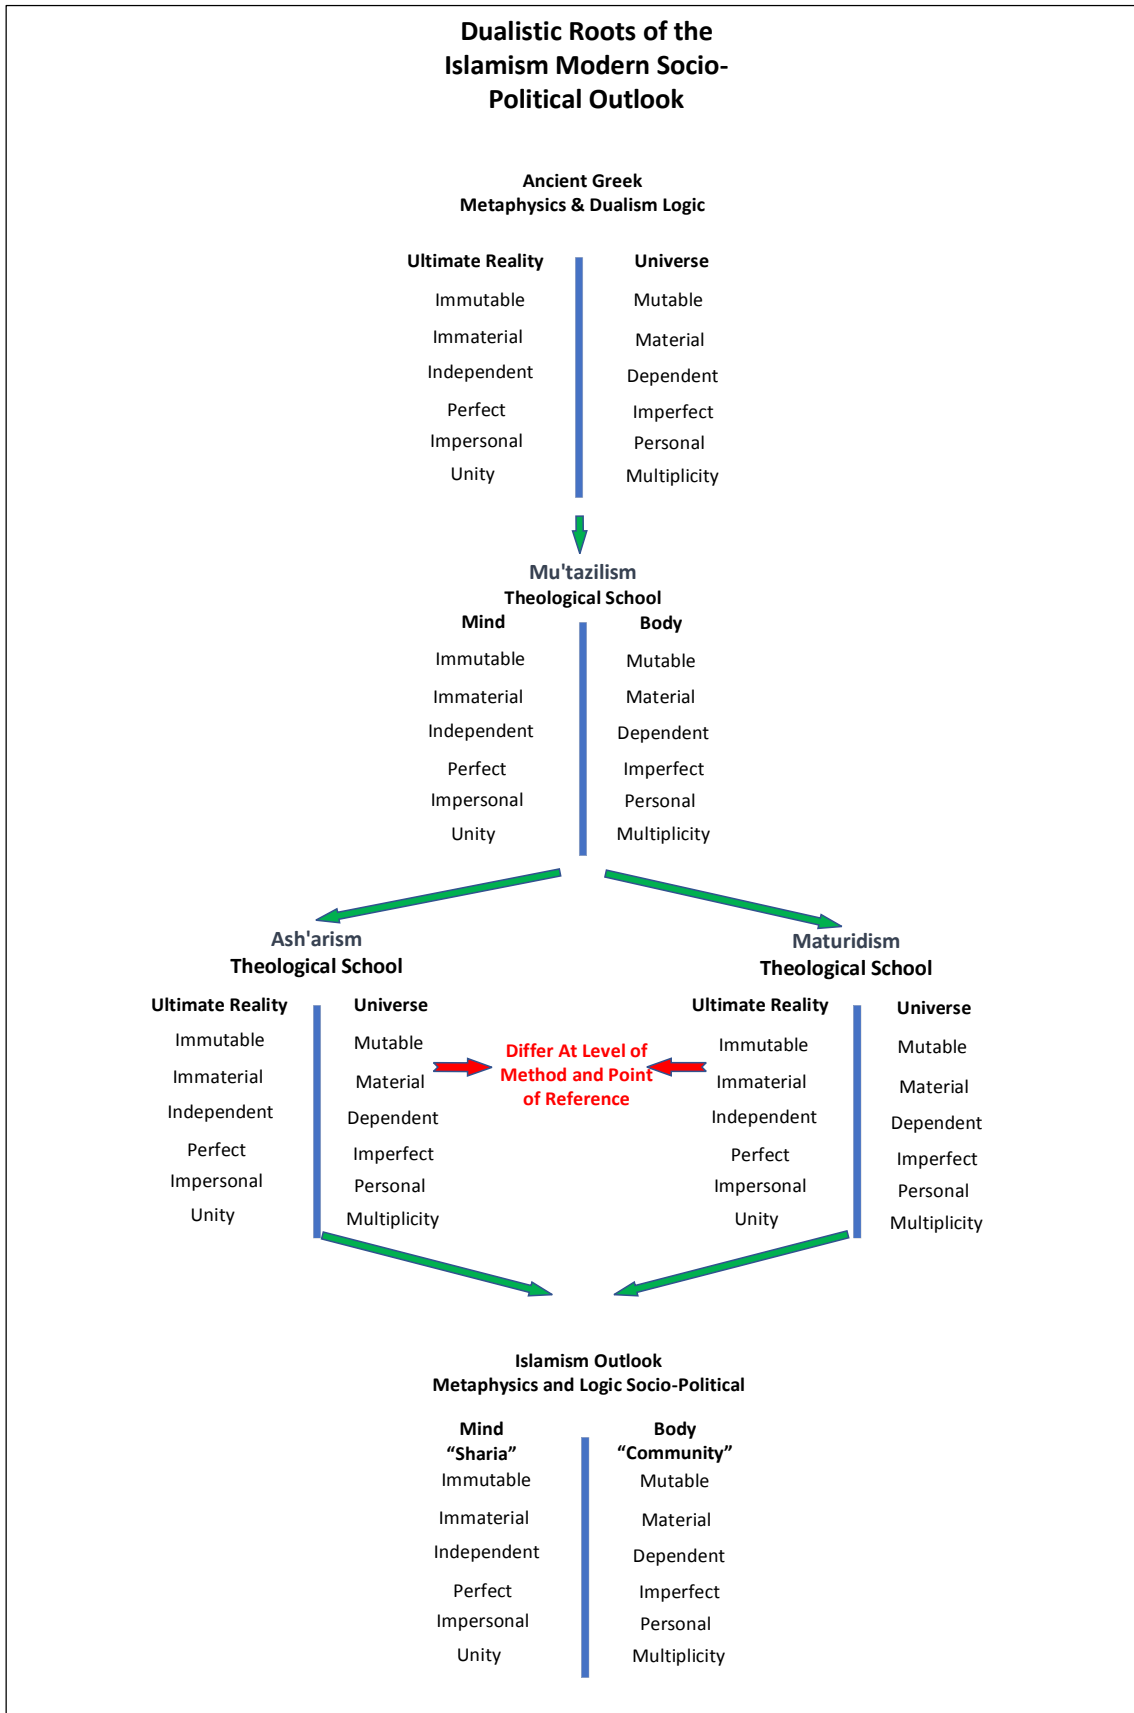 Dualistic Roots of the
Islamism Modern Socio-
Political Outlook
Ancient Greek
Metaphysics & Dualism Logic
Ultimate Reality
Universe
Immutable
Mutable
Immaterial
Material
Independent
Dependent
Perfect
Imperfect
Impersonal
Personal
Unity
Multiplicity
Mu'tazilism
Theological School
Mind
Body
Immutable
Mutable
Immaterial
Material
Independent
Dependent
Perfect
Imperfect
Impersonal
Personal
Unity
Multiplicity
Ash'arism
Theological School
Ultimate Reality
Universe
Immutable
Mutable
Immaterial
Material
Independent
Dependent
Perfect
Imperfect
Impersonal
Personal
Unity
Multiplicity
Differ At Level of
Method and Point
of Reference
Maturidism
Theological School
Ultimate Reality
Universe
Immutable
Mutable
Immaterial
Material
Independent
Dependent
Perfect
Imperfect
Impersonal
Personal
Unity
Multiplicity
Islamism Outlook
Metaphysics and Logic Socio-Political
Mind
“Sharia”
Body
“Community”
Immutable
Mutable
Immaterial
Material
Independent
Dependent
Perfect
Imperfect
Impersonal
Personal
Unity
Multiplicity